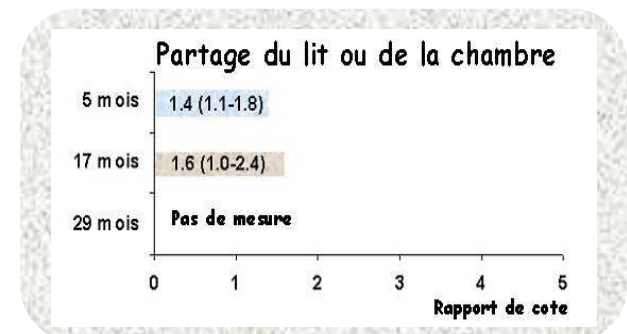 Partage du lit ou de la chambre
5 mois 1.4 (1.1-1.8)
17 mois 1.6 (1.0-2.4)
29 mois Pas de mesure
0 1 2 3 4 5
Rapport de cote